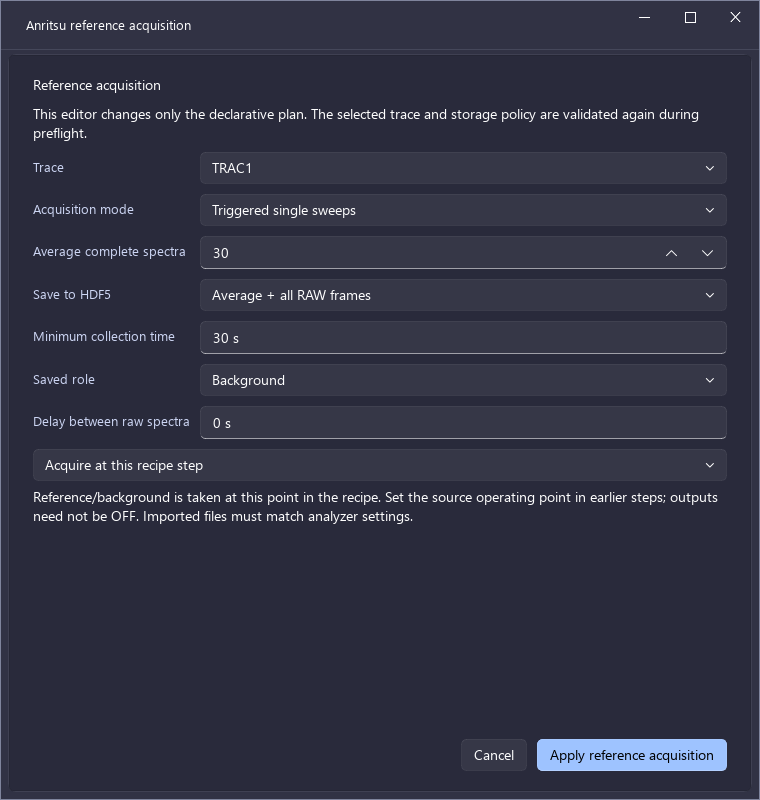 Anritsu reference acquisition
Reference acquisition
This editor changes only the declarative plan. The selected trace and storage policy are validated again during
preflight.
Trace
TRAC1
Acquisition mode
Triggered single sweeps
Average complete spectra
30
Save to HDF5
Average + all RAW frames
Minimum collection time
30 s
Saved role
Background
Delay between raw spectra
0 s
Acquire at this recipe step
Reference/background is taken at this point in the recipe. Set the source operating point in earlier steps; outputs
need not be OFF. Imported files must match analyzer settings.
Cancel
Apply reference acquisition